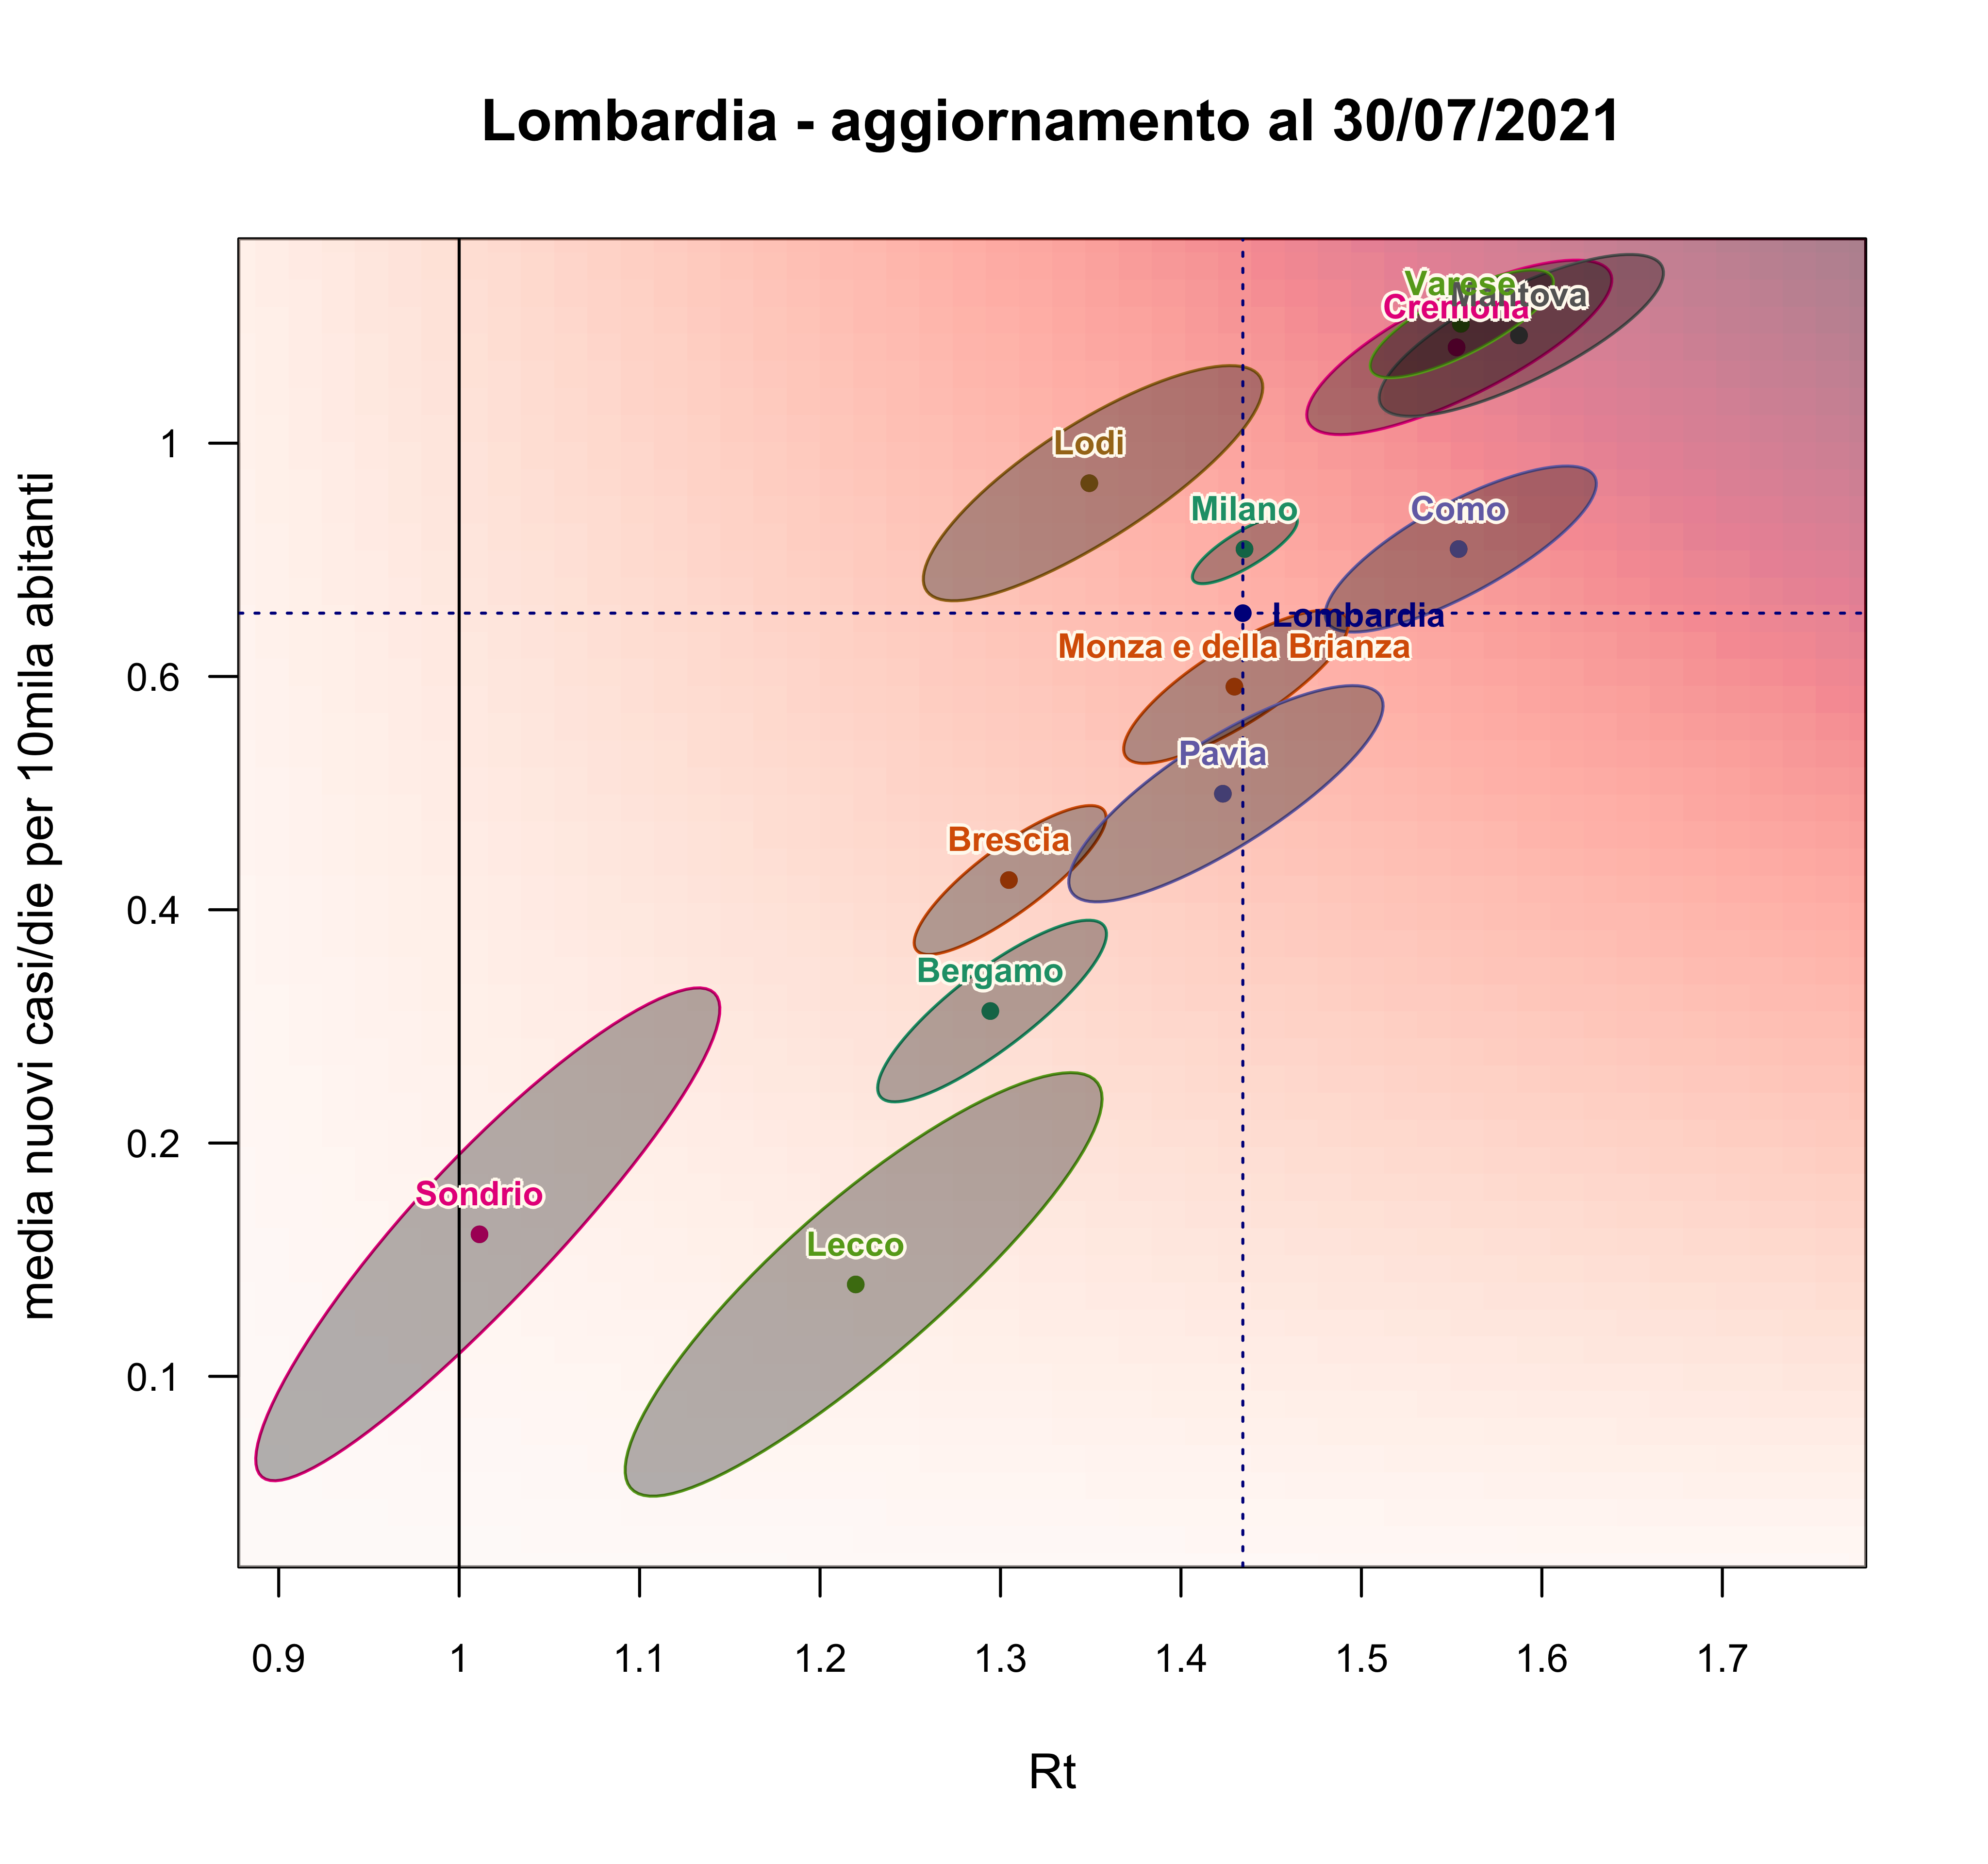 Lombardia - aggiornamento al 30/07/2021
media nuovi casi/die per 10mila abitanti
Varese
Mantova
Cremona
1
Lodi
Milano
Como
Lombardia
Monza e della Brianza
0.6
Pavia
Brescia
0.4
Bergamo
0.2
Sondrio
Lecco
0.1
0.9 1 1.1 1.2 1.3 1.4 1.5 1.6 1.7
Rt